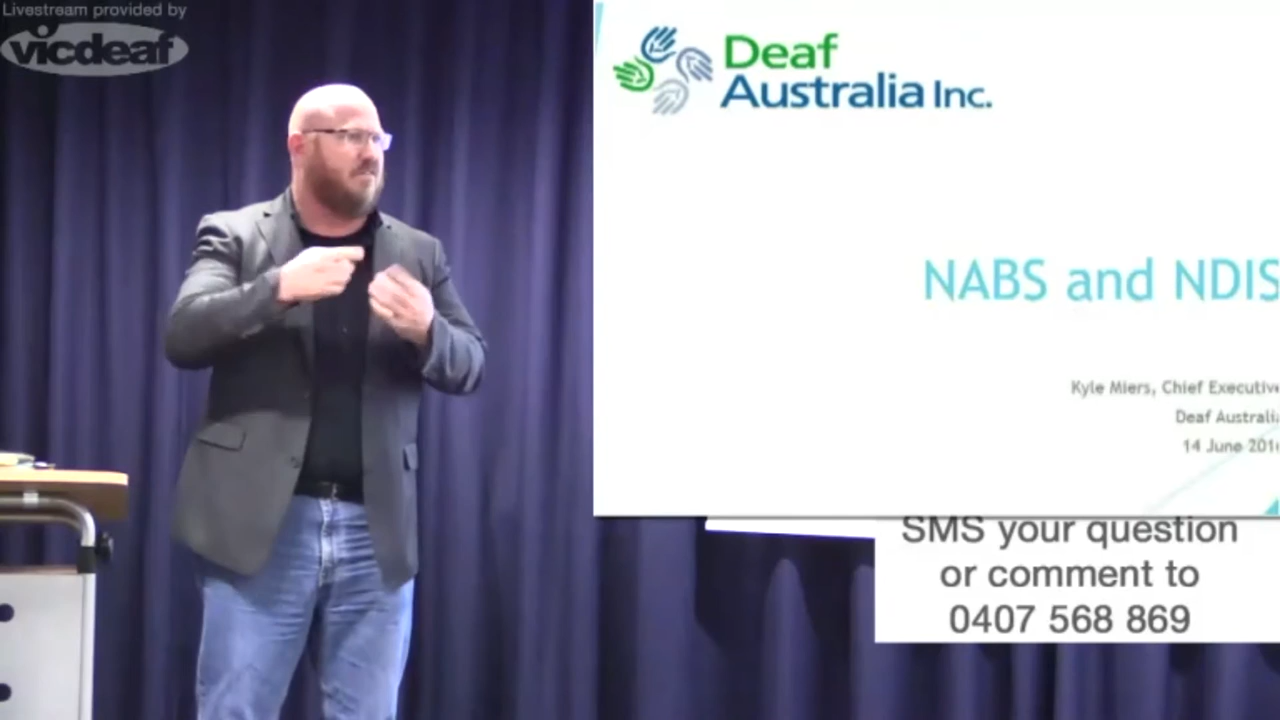 Livestream provided by
vicdeaf
Deaf
Australia Inc.
NABS and NDIS
Kyle Miers, Chief Executive
Deaf Australia
14 June 201
SMS your question
or comment to
0407 568 869